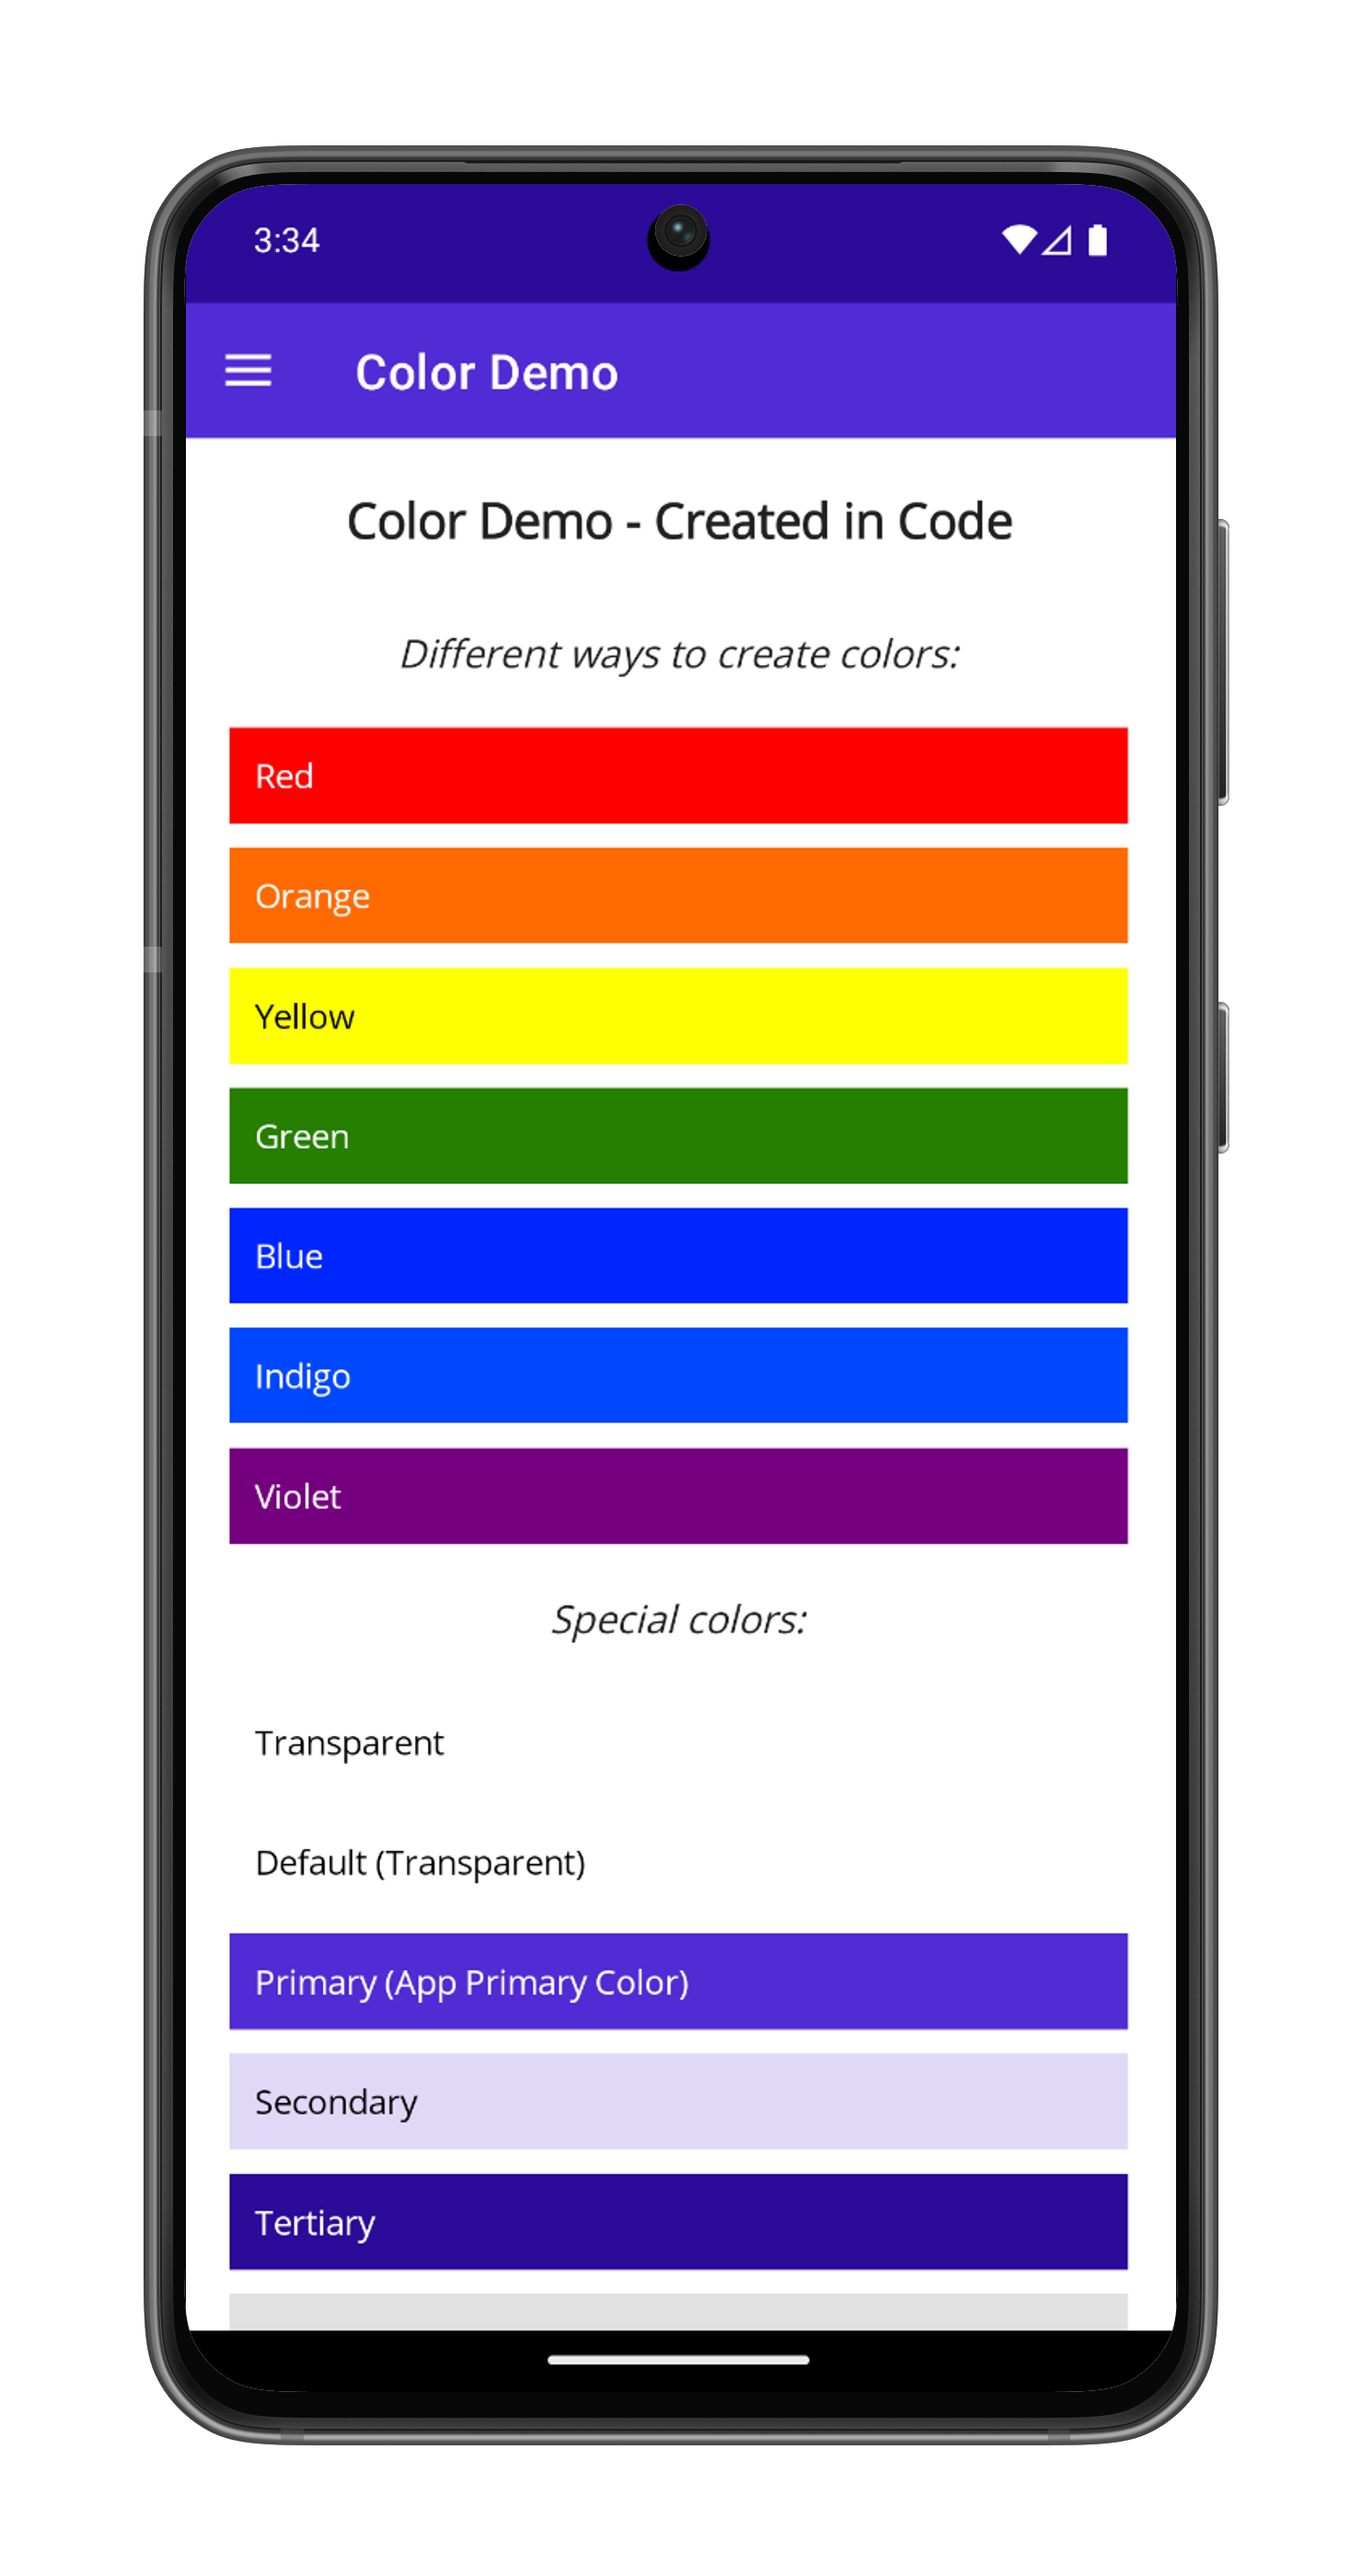 3:34
Color Demo
Color Demo - Created in Code
Different ways to create colors:
Red
Orange
Yellow
Green
Blue
Indigo
Violet
Special colors:
Transparent
Default (Transparent)
Primary (App Primary Color)
Secondary
Tertiary